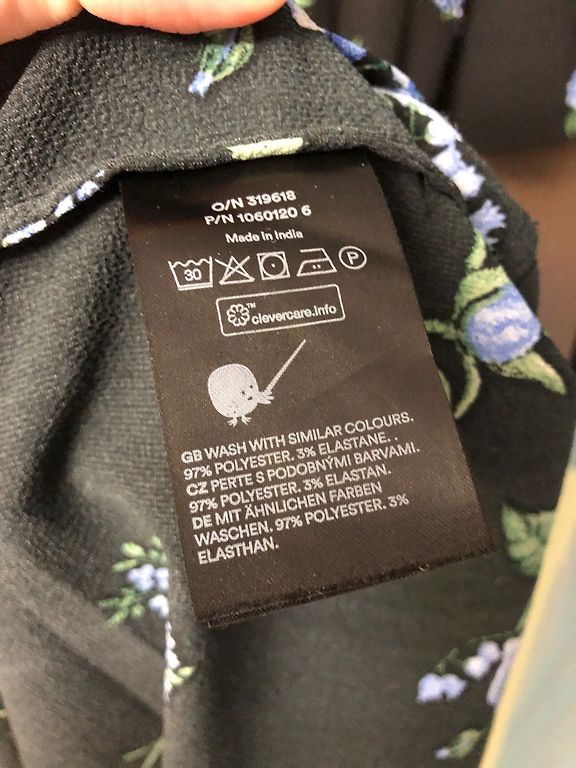 O/N 319618
P/N 1060120 6
Made in India
30 P
™ clevercare.info
GB WASH WITH SIMILAR COLOURS.
97% POLYESTER. 3% ELASTANE. .
CZ PERTE S PODOBNÝMI BARVAMI.
97% POLYESTER. 3% ELASTAN.
DE MIT ÄHNLICHEN FARBEN
WASCHEN. 97% POLYESTER. 3%
ELASTHAN.